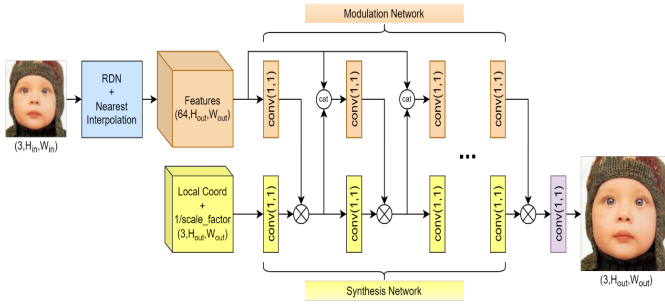 Modulation Network
RDN
+
Nearest
Interpolation
Features
(64,Hout,Wout)
conv(1,1)
cat
conv(1,1)
cat
conv(1,1)
conv(1,1)
(3,Hin,Win)
...
Local Coord
+
1/scale_factor
(3,Hout,Wout)
conv(1,1)
conv(1,1)
conv(1,1)
conv(1,1)
conv(1,1)
(3,Hout,Wout)
Synthesis Network